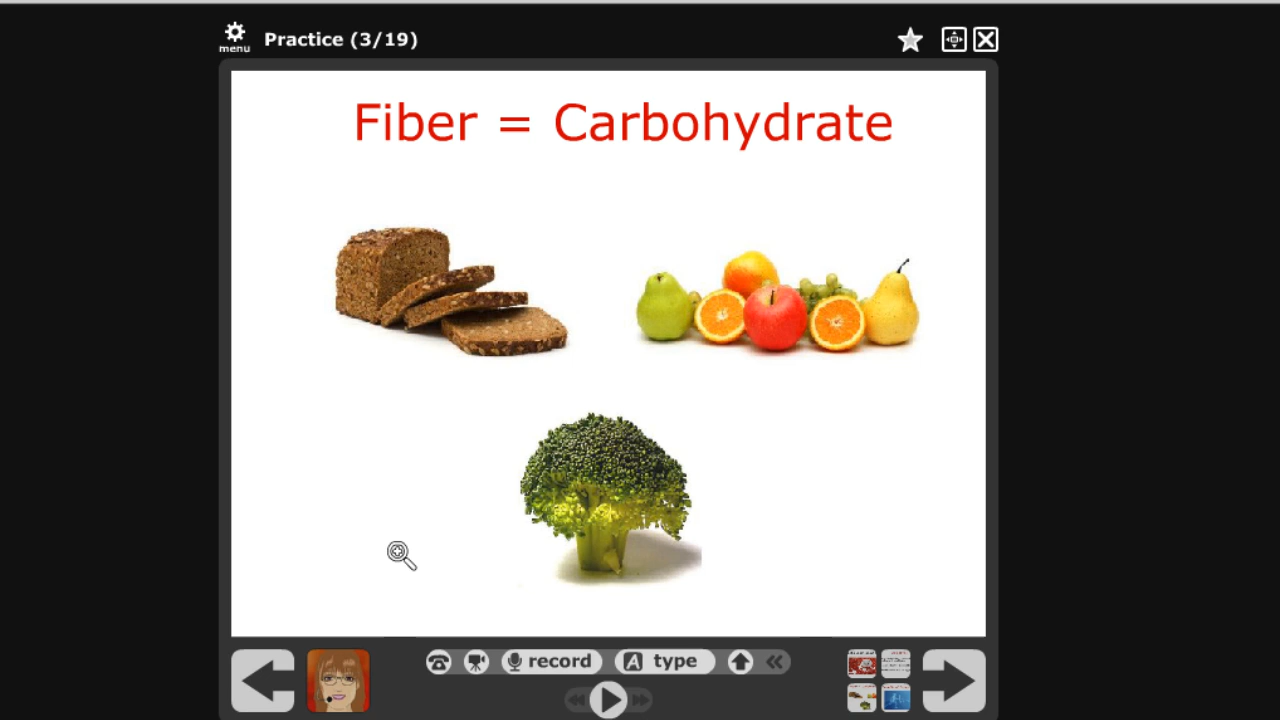 menu
Practice (3/19)
Fiber = Carbohydrate
record
A type